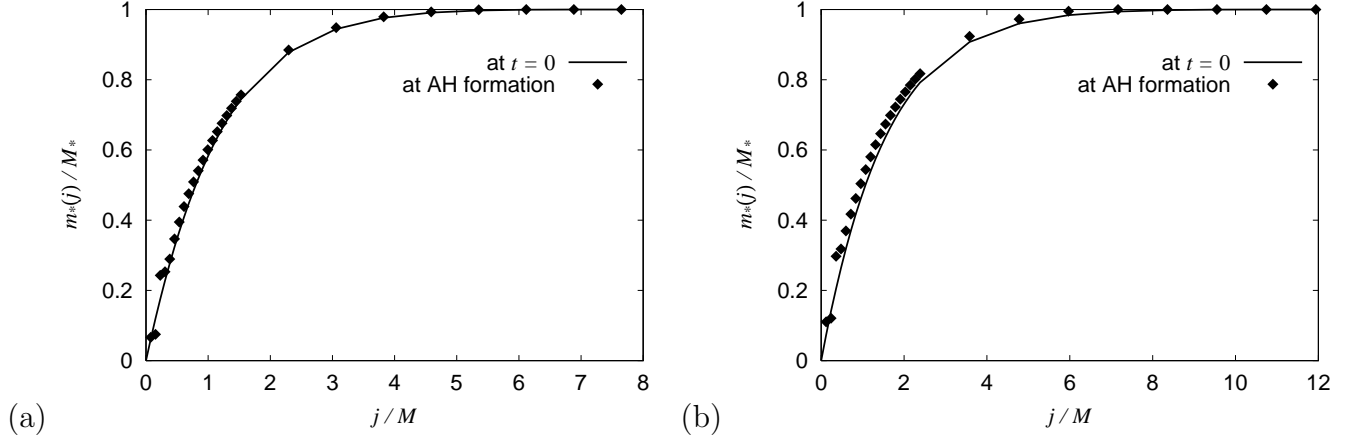 1
0.8
0.6
0.4
0.2
0
0 1 2 3 4 5 6 7 8
m*(j) / M*
j / M
at t = 0
at AH formation
(a)
1
0.8
0.6
0.4
0.2
0
0 2 4 6 8 10 12
m*(j) / M*
j / M
at t = 0
at AH formation
(b)